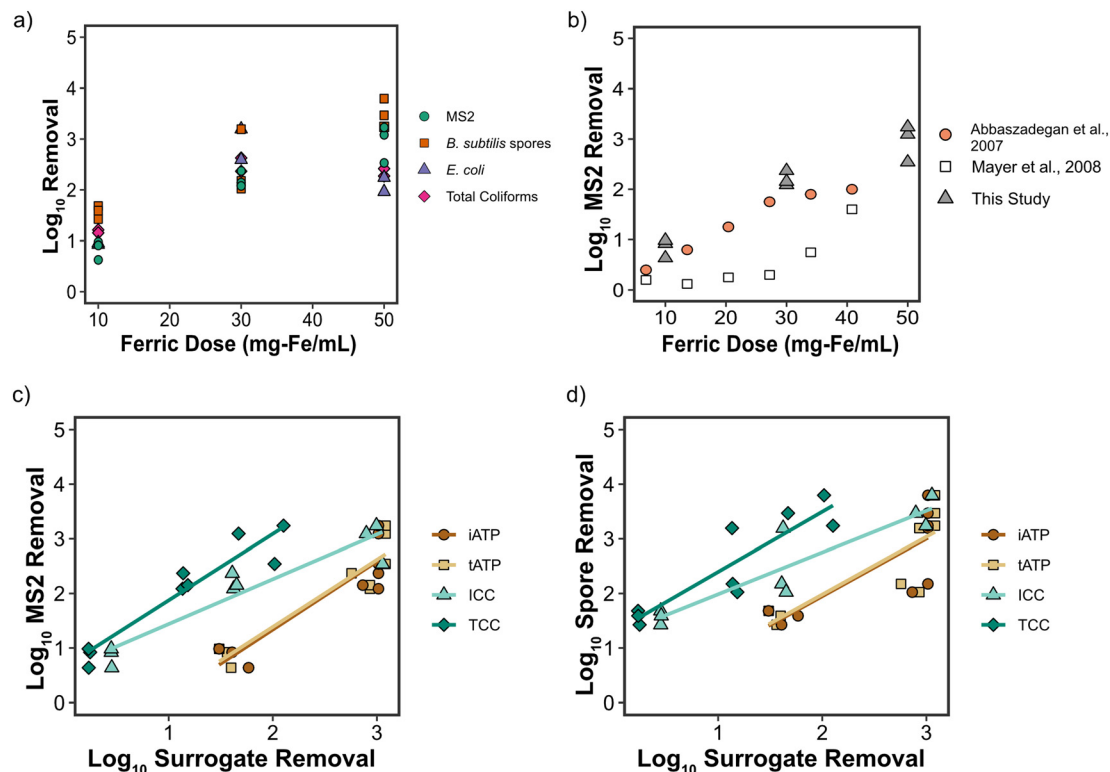 a)
5
4
3
2
1
0
Log10 Removal
10
20
30
40
50
Ferric Dose (mg-Fe/mL)
MS2
B. subtilis spores
E. coli
Total Coliforms
b)
5
4
3
2
1
0
Log10 MS2 Removal
10
20
30
40
50
Ferric Dose (mg-Fe/mL)
Abbaszadegan et al.,
2007
Mayer et al., 2008
This Study
c)
5
4
3
2
1
0
Log10 MS2 Removal
1
2
3
Log10 Surrogate Removal
iATP
tATP
ICC
TCC
d)
5
4
3
2
1
0
Log10 Spore Removal
1
2
3
Log10 Surrogate Removal
iATP
tATP
ICC
TCC